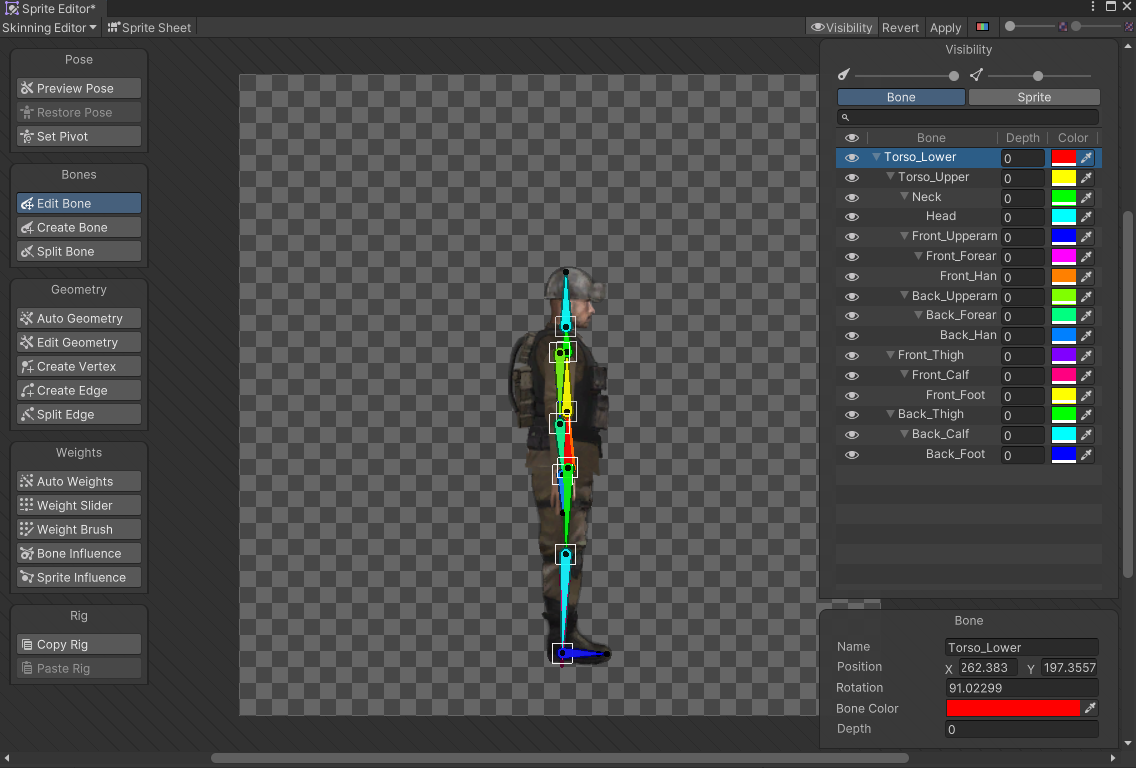 Sprite Editor*
Skinning Editor Sprite Sheet Visibility Revert Apply
Pose
Preview Pose
Restore Pose
Set Pivot
Bones
Edit Bone
Create Bone
Split Bone
Geometry
Auto Geometry
Edit Geometry
Create Vertex
Create Edge
Split Edge
Weights
Auto Weights
Weight Slider
Weight Brush
Bone Influence
Sprite Influence
Rig
Copy Rig
Paste Rig
Visibility
Bone Sprite
Bone Depth Color
Torso_Lower 0
Torso_Upper 0
Neck 0
Head 0
Front_Upperarn 0
Front_Forear 0
Front_Han 0
Back_Upperarn 0
Back_Forear 0
Back_Han 0
Front_Thigh 0
Front_Calf 0
Front_Foot 0
Back_Thigh 0
Back_Calf 0
Back_Foot 0
Bone
Name Torso_Lower
Position X 262.383 Y 197.3557
Rotation 91.02299
Bone Color
Depth 0